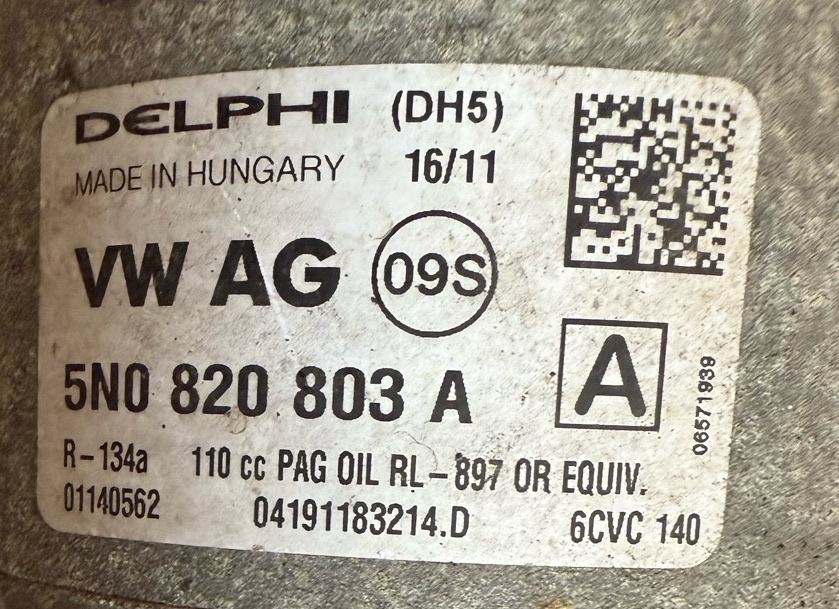 DELPHI (DH5)
MADE IN HUNGARY 16/11
VW AG 09S
5N0 820 803 A
A
06571939
R-134a 110 cc PAG OIL RL-897 OR EQUIV.
01140562 04191183214.D 6CVC 140